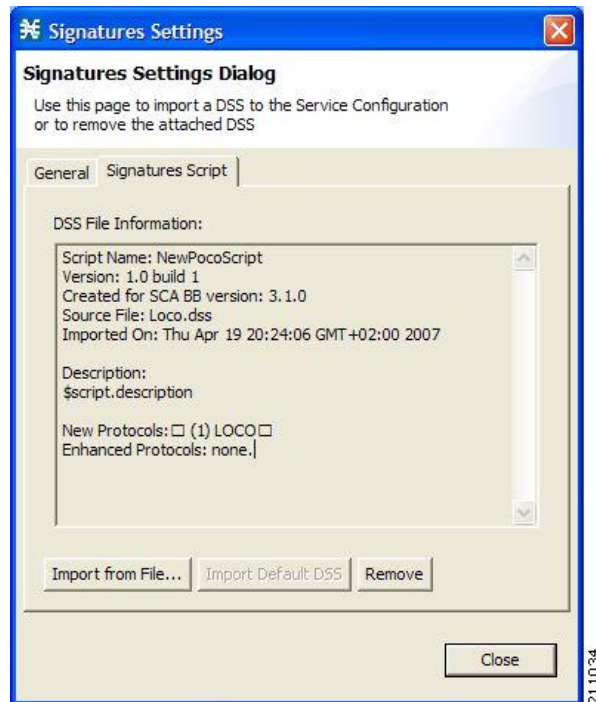 Signatures Settings
Signatures Settings Dialog
Use this page to import a DSS to the Service Configuration
or to remove the attached DSS
General Signatures Script
DSS File Information:
Script Name: NewPocoScript
Version: 1.0 build 1
Created for SCA BB version: 3.1.0
Source File: Loco.dss
Imported On: Thu Apr 19 20:24:06 GMT+02:00 2007
Description:
$script.description
New Protocols:□ (1) LOCO□
Enhanced Protocols: none.
Import from File... Import Default DSS Remove
Close
211034